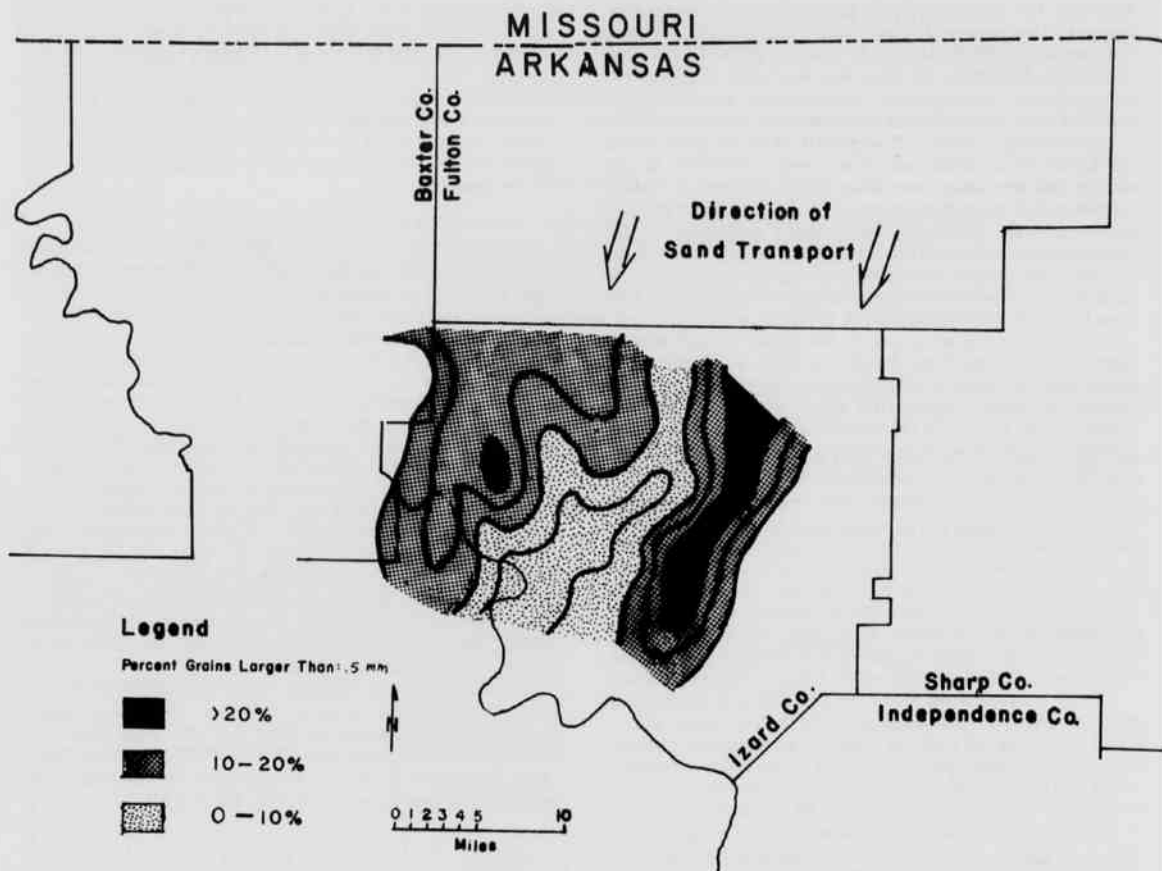 MISSOURI
ARKANSAS
Baxter Co.
Fulton Co.
Direction of
Sand Transport
Legend
Percent Grains Larger Than: .5 mm
>20%
10-20%
0-10%
N
0 1 2 3 4 5 10
Miles
Izard Co.
Sharp Co.
Independence Co.